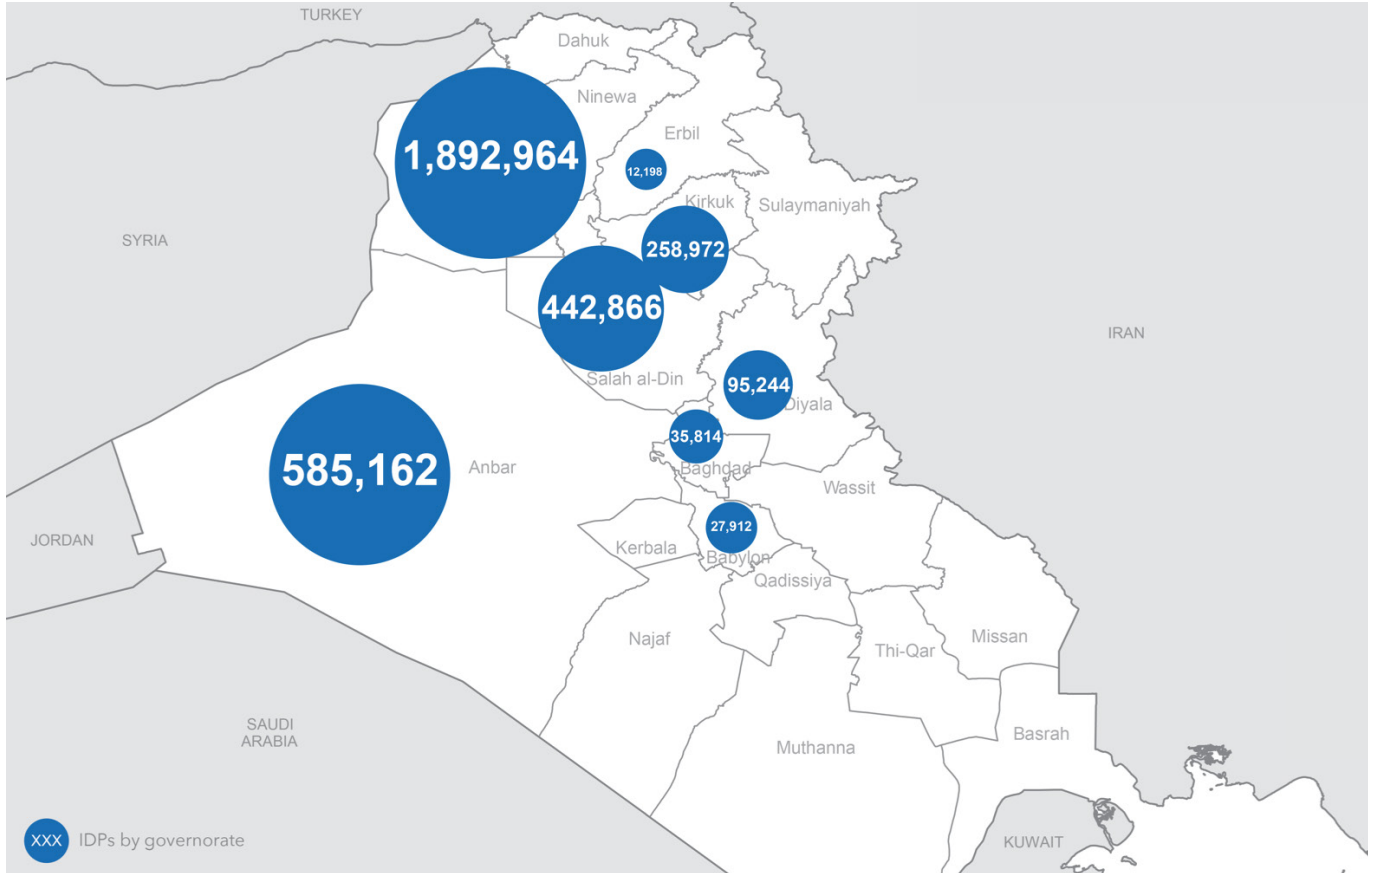 TURKEY
Dahuk
Ninewa
Erbil
1,892,964
12,198
Kirkuk
Sulaymaniyah
SYRIA
258,972
442,866
IRAN
Salah al-Din
95,244
Diyala
35,814
585,162
Anbar
Baghdad
Wassit
27,912
JORDAN
Kerbala
Babylon
Qadissiya
Najaf
Missan
Thi-Qar
SAUDI
ARABIA
Basrah
Muthanna
XXX IDPs by governorate
KUWAIT